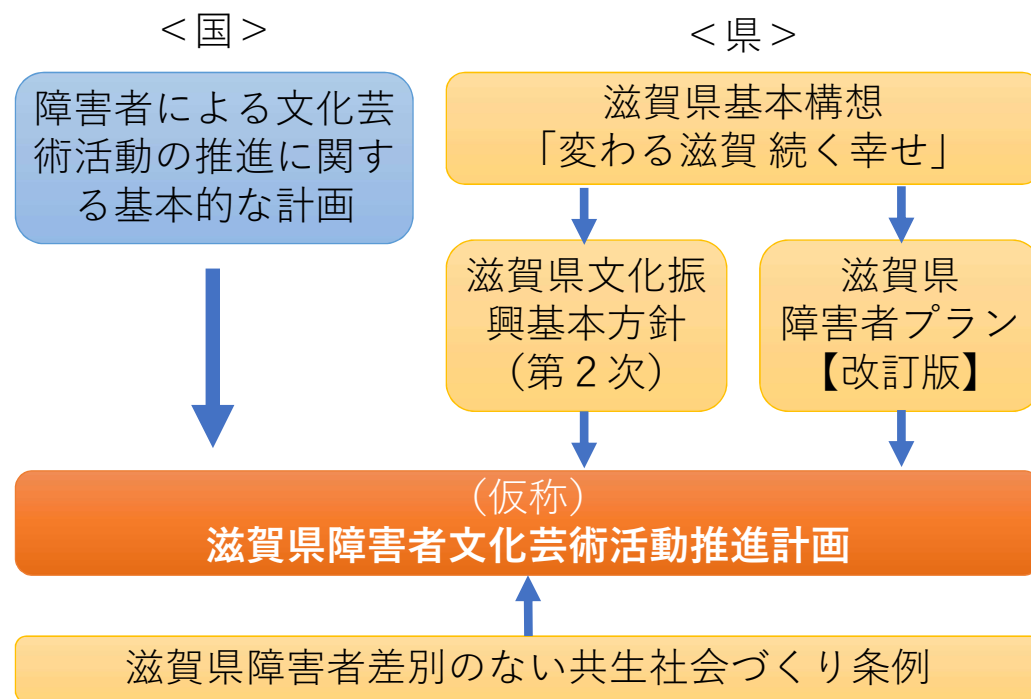 ＜国＞
障害者による文化芸
術活動の推進に関す
る基本的な計画
＜県＞
滋賀県基本構想
「変わる滋賀 続く幸せ」
滋賀県文化振
興基本方針
（第２次）
滋賀県
障害者プラン
【改訂版】
（仮称）
滋賀県障害者文化芸術活動推進計画
滋賀県障害者差別のない共生社会づくり条例